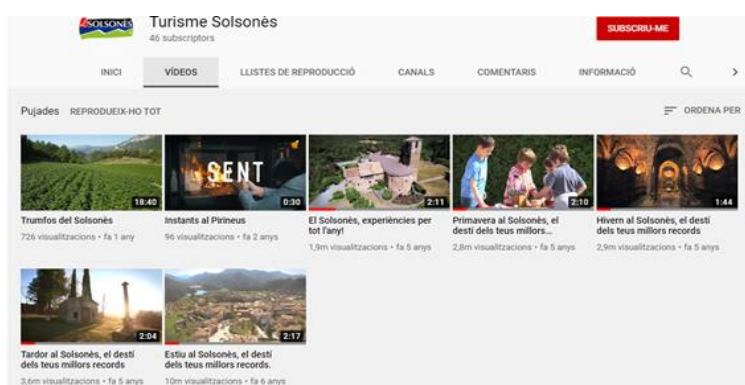 SOLSONÈS
Turisme Solsonès
46 subscriptors
SUBSCRIU-ME
INICI VÍDEOS LLISTES DE REPRODUCCIÓ CANALS COMENTARIS INFORMACIÓ
Pujades REPRODUEIX-HO TOT ORDENA PER
18:40
Trumfos del Solsonès
726 visualitzacions • fa 1 any
SENT
0:30
Instants al Pirineus
96 visualitzacions • fa 2 anys
2:11
El Solsonès, experiències per
tot l'any!
1,9m visualitzacions • fa 5 anys
2:10
Primavera al Solsonès, el
destí dels teus millors...
2,8m visualitzacions • fa 5 anys
1:44
Hivern al Solsonès, el destí
dels teus millors records
2,9m visualitzacions • fa 5 anys
2:04
Tardor al Solsonès, el destí
dels teus millors records
3,6m visualitzacions • fa 5 anys
2:17
Estiu al Solsonès, el destí
dels teus millors records.
10m visualitzacions • fa 6 anys